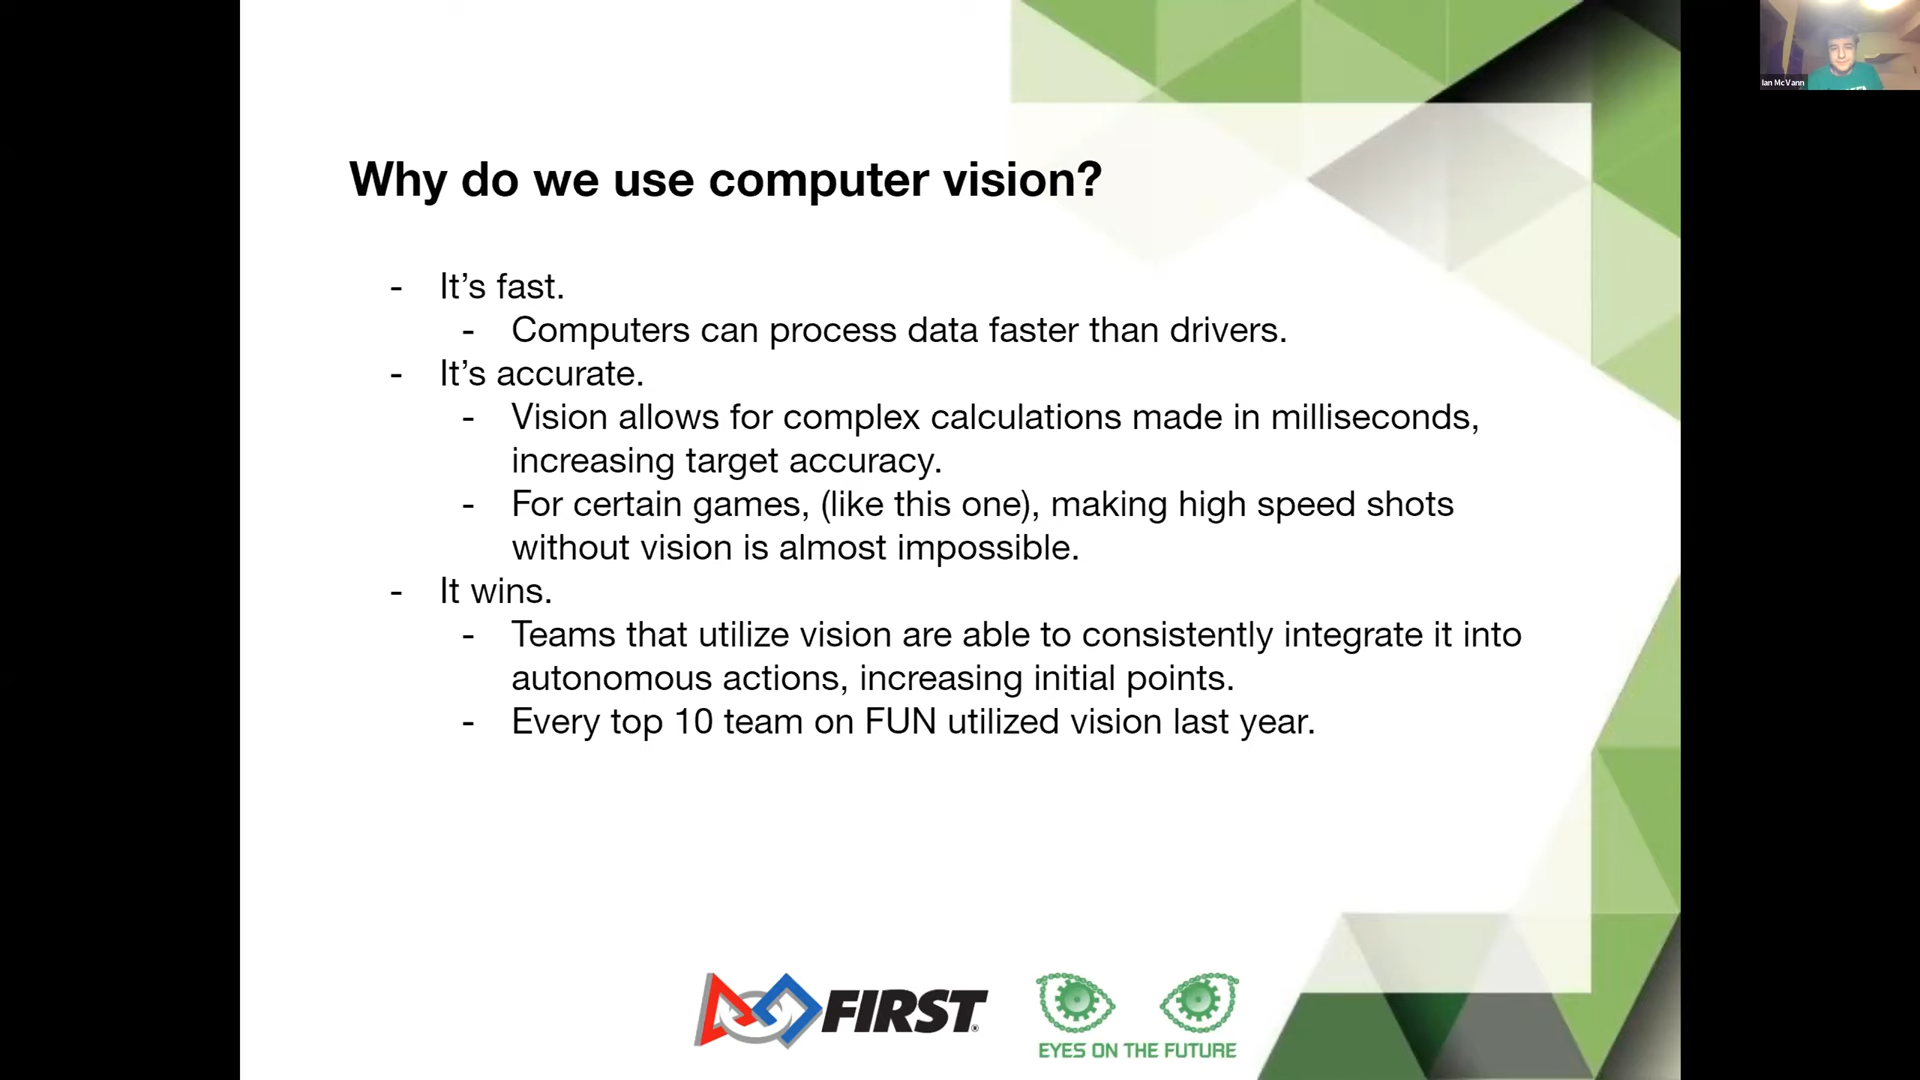 Ian McVann
Why do we use computer vision?
- It’s fast.
- Computers can process data faster than drivers.
- It’s accurate.
- Vision allows for complex calculations made in milliseconds,
increasing target accuracy.
- For certain games, (like this one), making high speed shots
without vision is almost impossible.
- It wins.
- Teams that utilize vision are able to consistently integrate it into
autonomous actions, increasing initial points.
- Every top 10 team on FUN utilized vision last year.
FIRST®
EYES ON THE FUTURE